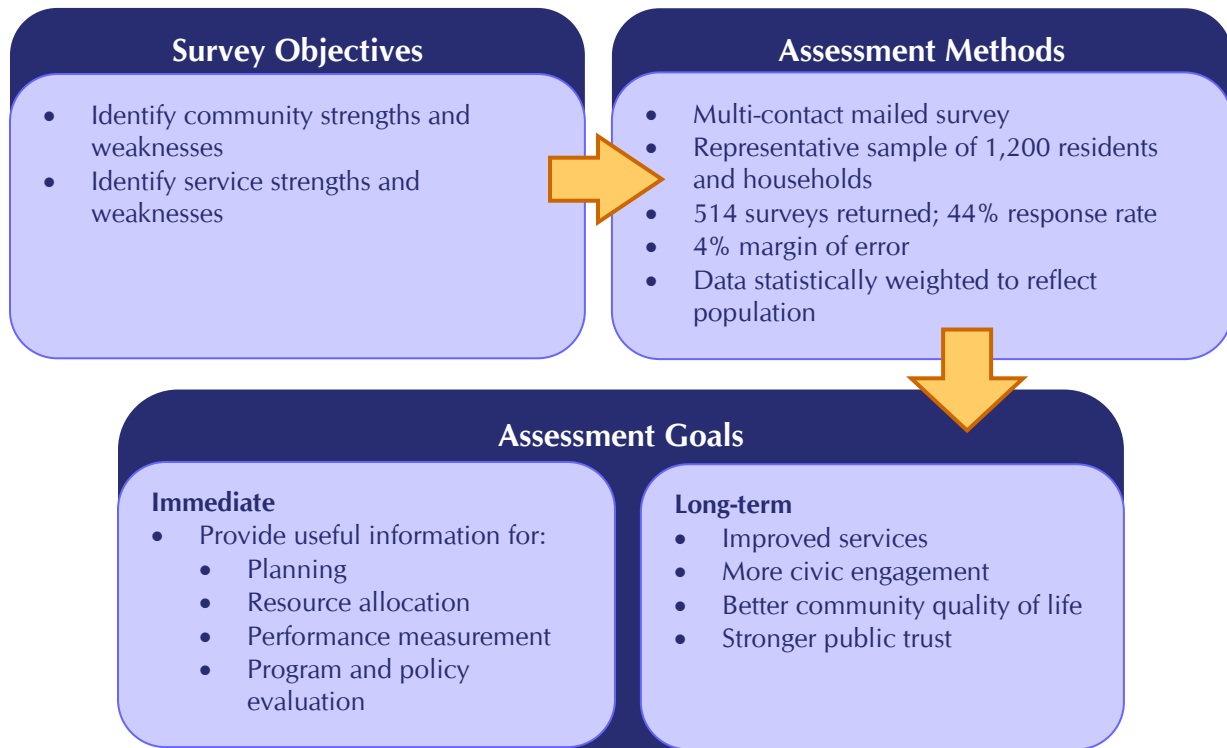 Survey Objectives
• Identify community strengths and
weaknesses
• Identify service strengths and
weaknesses
Assessment Methods
• Multi-contact mailed survey
• Representative sample of 1,200 residents
and households
• 514 surveys returned; 44% response rate
• 4% margin of error
• Data statistically weighted to reflect
population
Assessment Goals
Immediate
• Provide useful information for:
• Planning
• Resource allocation
• Performance measurement
• Program and policy
evaluation
Long-term
• Improved services
• More civic engagement
• Better community quality of life
• Stronger public trust